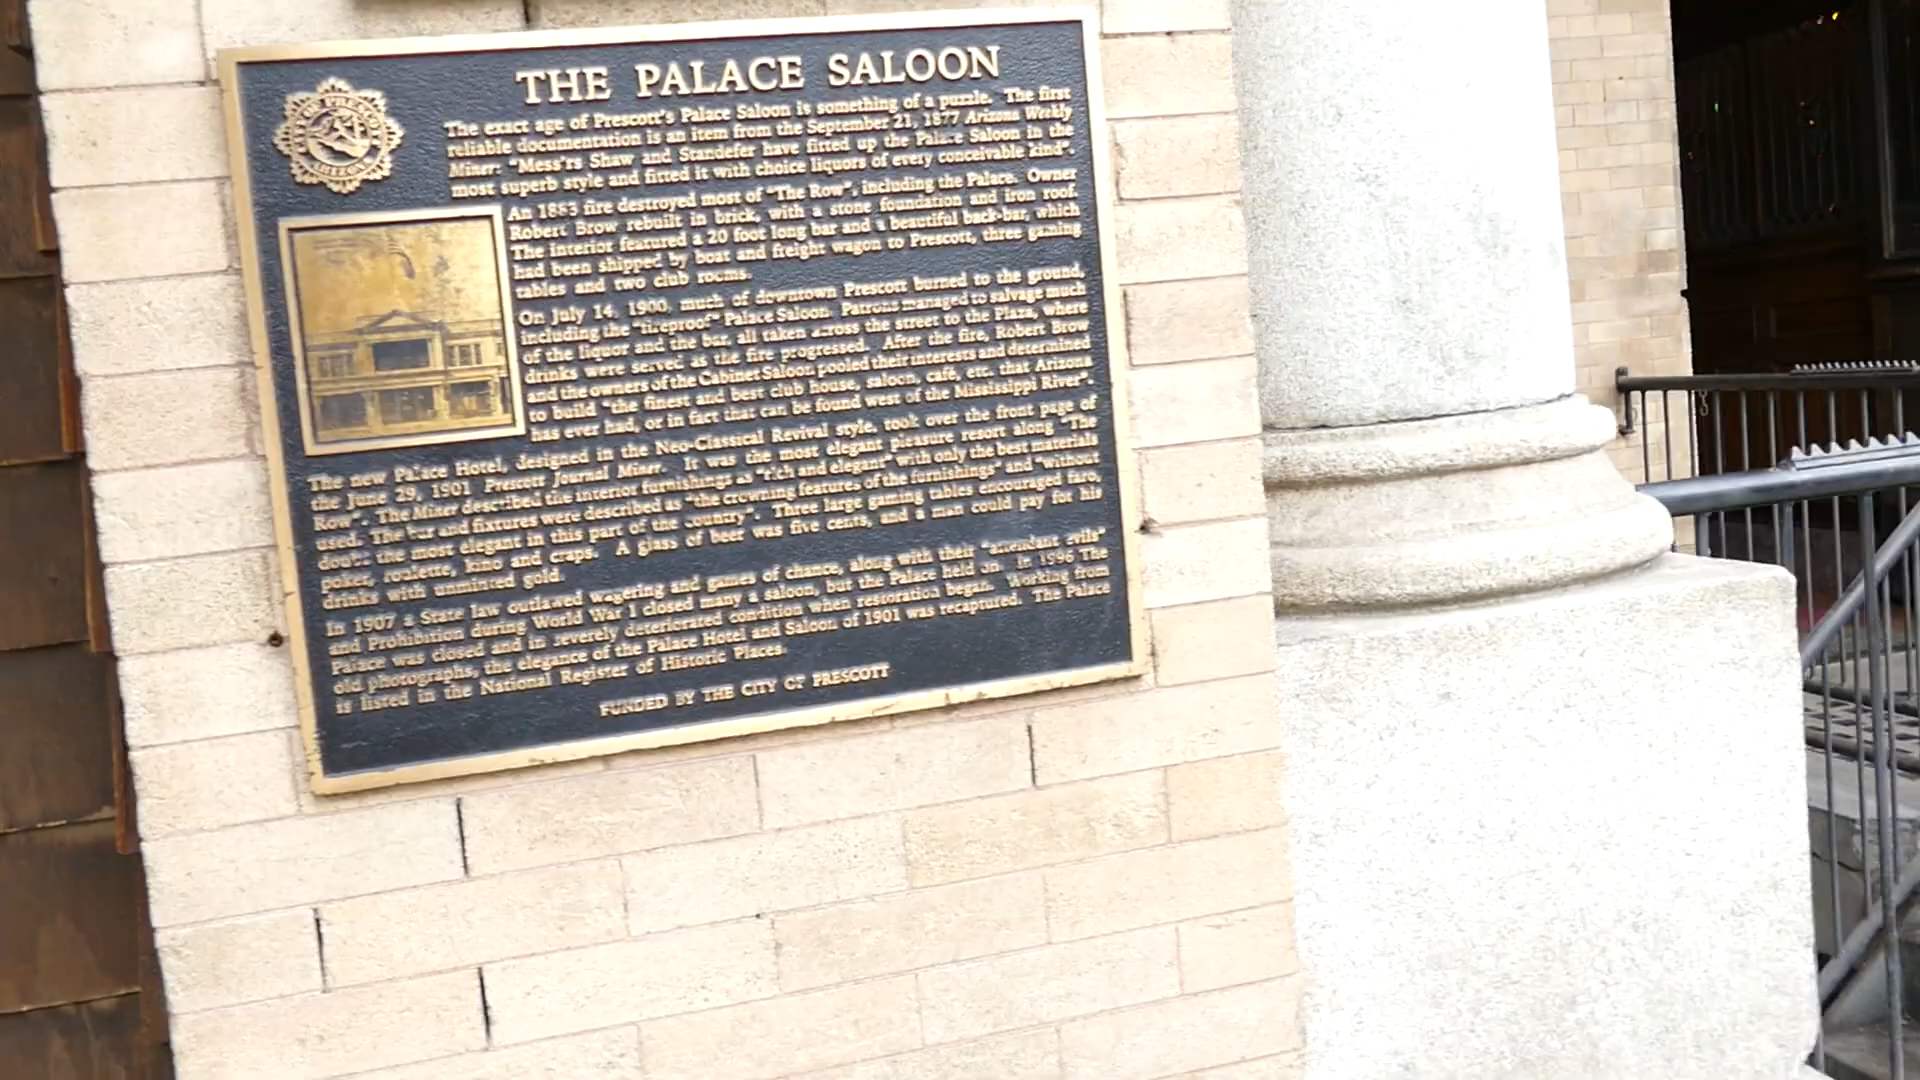 THE PALACE SALOON
CITY OF PRESCOTT
ARIZONA
The exact age of Prescott's Palace Saloon is something of a puzzle. The first
reliable documentation is an item from the September 21, 1877 Arizona Weekly
Miner: "Mess'rs Shaw and Standefer have fitted up the Palace Saloon in the
most superb style and fitted it with choice liquors of every conceivable kind".
An 1883 fire destroyed most of "The Row", including the Palace. Owner
Robert Brow rebuilt in brick, with a stone foundation and iron roof.
The interior featured a 20 foot long bar and a beautiful back-bar, which
had been shipped by boat and freight wagon to Prescott, three gaming
tables and two club rooms.
On July 14, 1900, much of downtown Prescott burned to the ground,
including the "fireproof" Palace Saloon. Patrons managed to salvage much
of the liquor and the bar, all taken across the street to the Plaza, where
drinks were served as the fire progressed. After the fire, Robert Brow
and the owners of the Cabinet Saloon pooled their interests and determined
to build "the finest and best club house, saloon, café, etc. that Arizona
has ever had, or in fact that can be found west of the Mississippi River".
The new Palace Hotel, designed in the Neo-Classical Revival style, took over the front page of
the June 29, 1901 Prescott Journal Miner. It was the most elegant pleasure resort along "The
Row". The Miner described the interior furnishings as "rich and elegant" with only the best materials
used. The bar and fixtures were described as "the crowning features of the furnishings" and "without
doubt the most elegant in this part of the country". Three large gaming tables encouraged faro,
poker, roulette, kino and craps. A glass of beer was five cents, and a man could pay for his
drinks with unminted gold.
In 1907 a State law outlawed wagering and games of chance, along with their "attendant evils"
and Prohibition during World War I closed many a saloon, but the Palace held on. In 1996 The
Palace was closed and in severely deteriorated condition when restoration began. Working from
old photographs, the elegance of the Palace Hotel and Saloon of 1901 was recaptured. The Palace
is listed in the National Register of Historic Places.
FUNDED BY THE CITY OF PRESCOTT